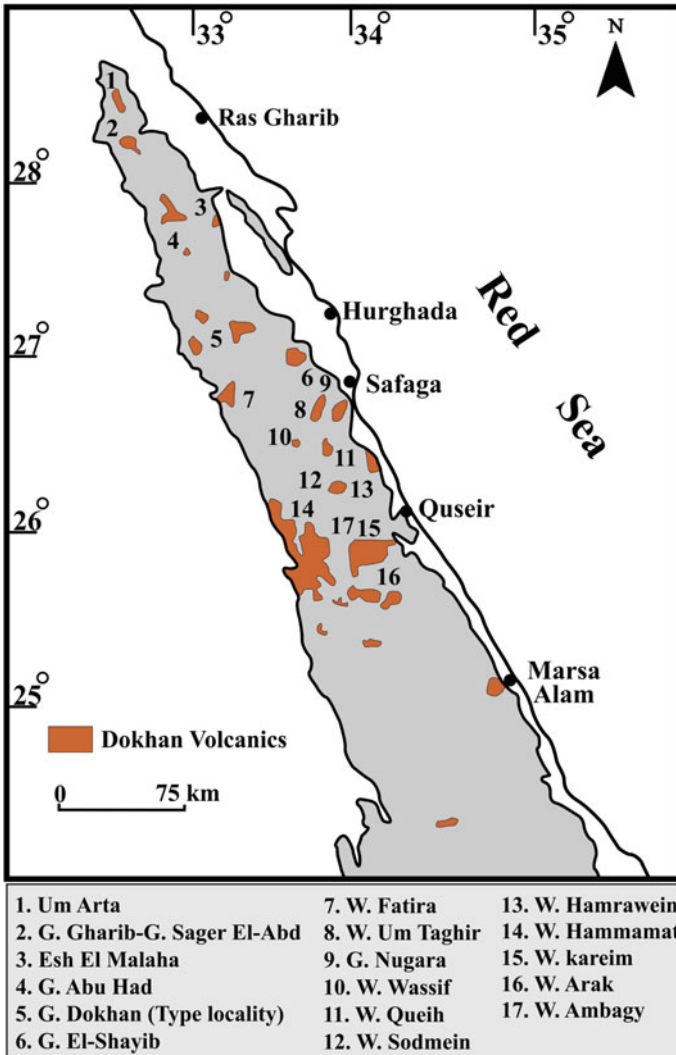 33° 34° 35°
N
1
Ras Gharib
2
28°
3
4
Red
Sea
Hurghada
27°
5
6 9
Safaga
7
8
10
11
12 13
14
17 15
Quseir
26°
16
Marsa
Alam
25°
Dokhan Volcanics
0 75 km
1. Um Arta
2. G. Gharib-G. Sager El-Abd
3. Esh El Malaha
4. G. Abu Had
5. G. Dokhan (Type locality)
6. G. El-Shayib
7. W. Fatira
8. W. Um Taghir
9. G. Nugara
10. W. Wassif
11. W. Queih
12. W. Sodmein
13. W. Hamrawein
14. W. Hammamat
15. W. kareim
16. W. Arak
17. W. Ambagy